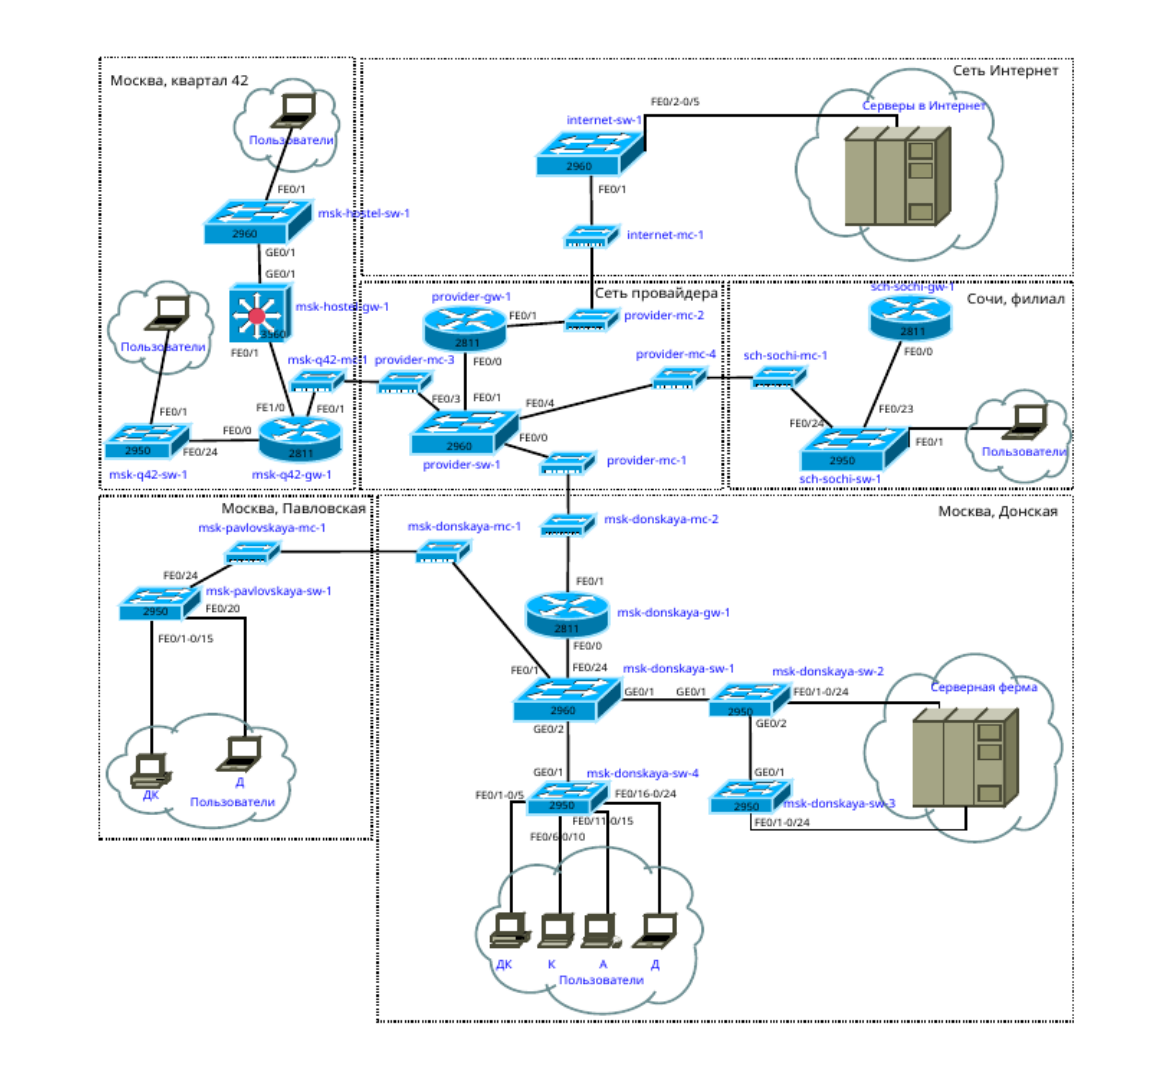 Москва, квартал 42
Пользователи
FE0/1
msk-hostel-sw-1
2960
GE0/1
GE0/1
msk-hostel-gw-1
3560
FE0/1
Пользователи
msk-q42-mc-1
FE0/1
FE1/0
FE0/1
FE0/0
2950
FE0/24
2811
msk-q42-sw-1
msk-q42-gw-1
Сеть Интернет
FE0/2-0/5
Серверы в Интернет
internet-sw-1
2960
FE0/1
internet-mc-1
Сеть провайдера
provider-gw-1
FE0/1
provider-mc-2
2811
FE0/0
provider-mc-3
provider-mc-4
FE0/3
FE0/1
FE0/4
2960
FE0/0
provider-sw-1
provider-mc-1
sch-sochi-gw-1
Сочи, филиал
2811
FE0/0
sch-sochi-mc-1
FE0/23
FE0/24
FE0/1
2950
Пользователи
sch-sochi-sw-1
Москва, Павловская
msk-pavlovskaya-mc-1
FE0/24
msk-pavlovskaya-sw-1
2950
FE0/20
FE0/1-0/15
ДК
Д
Пользователи
Москва, Донская
msk-donskaya-mc-1
msk-donskaya-mc-2
FE0/1
msk-donskaya-gw-1
2811
FE0/0
FE0/1
FE0/24
msk-donskaya-sw-1
msk-donskaya-sw-2
GE0/1
GE0/1
FE0/1-0/24
Серверная ферма
2960
2950
GE0/2
GE0/2
GE0/1
msk-donskaya-sw-4
GE0/1
FE0/1-0/5
2950
FE0/16-0/24
2950
msk-donskaya-sw-3
FE0/11-0/15
FE0/1-0/24
FE0/6-0/10
ДК
К
А
Д
Пользователи